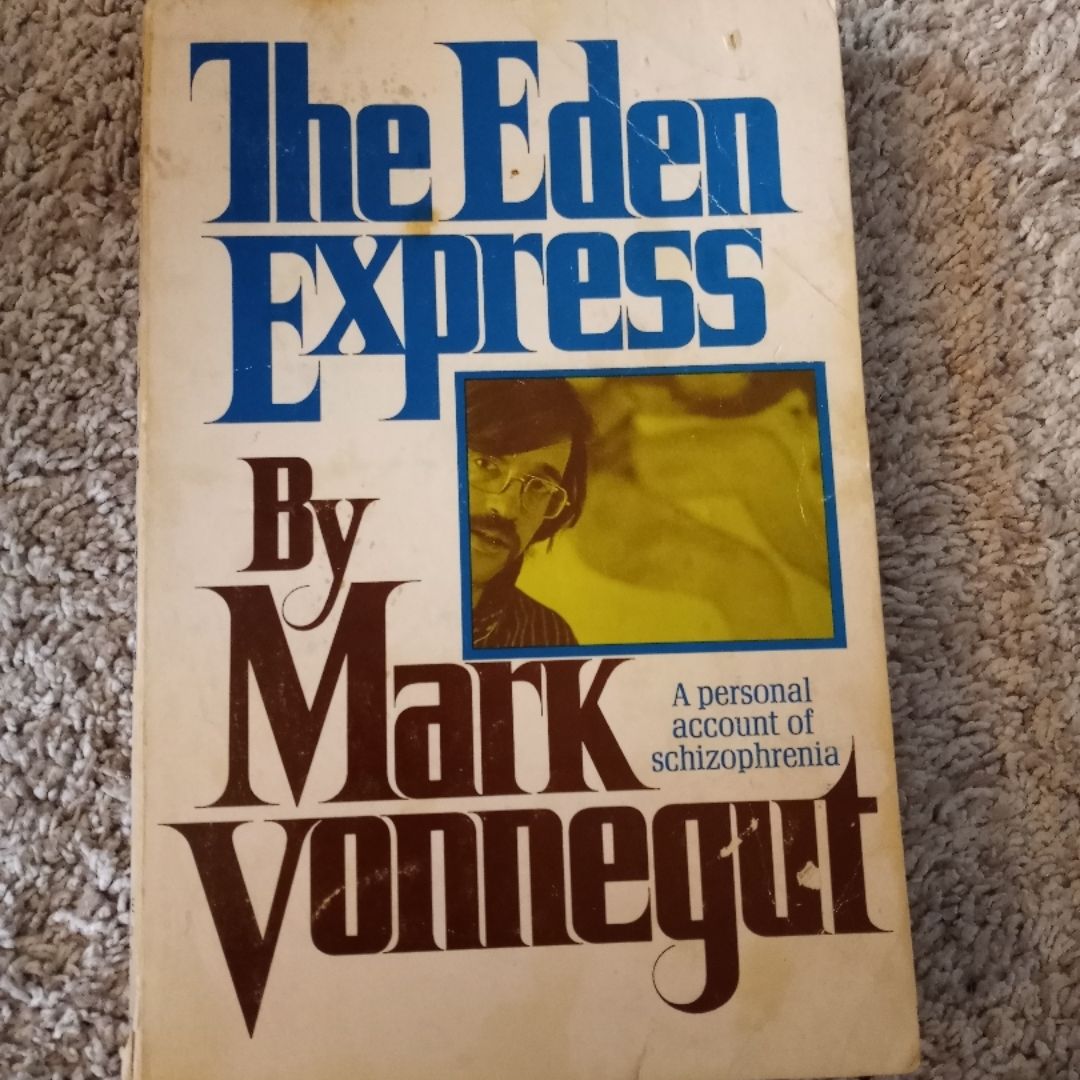 The Eden
Express
By
Mark
Vonnegut
A personal
account of
schizophrenia